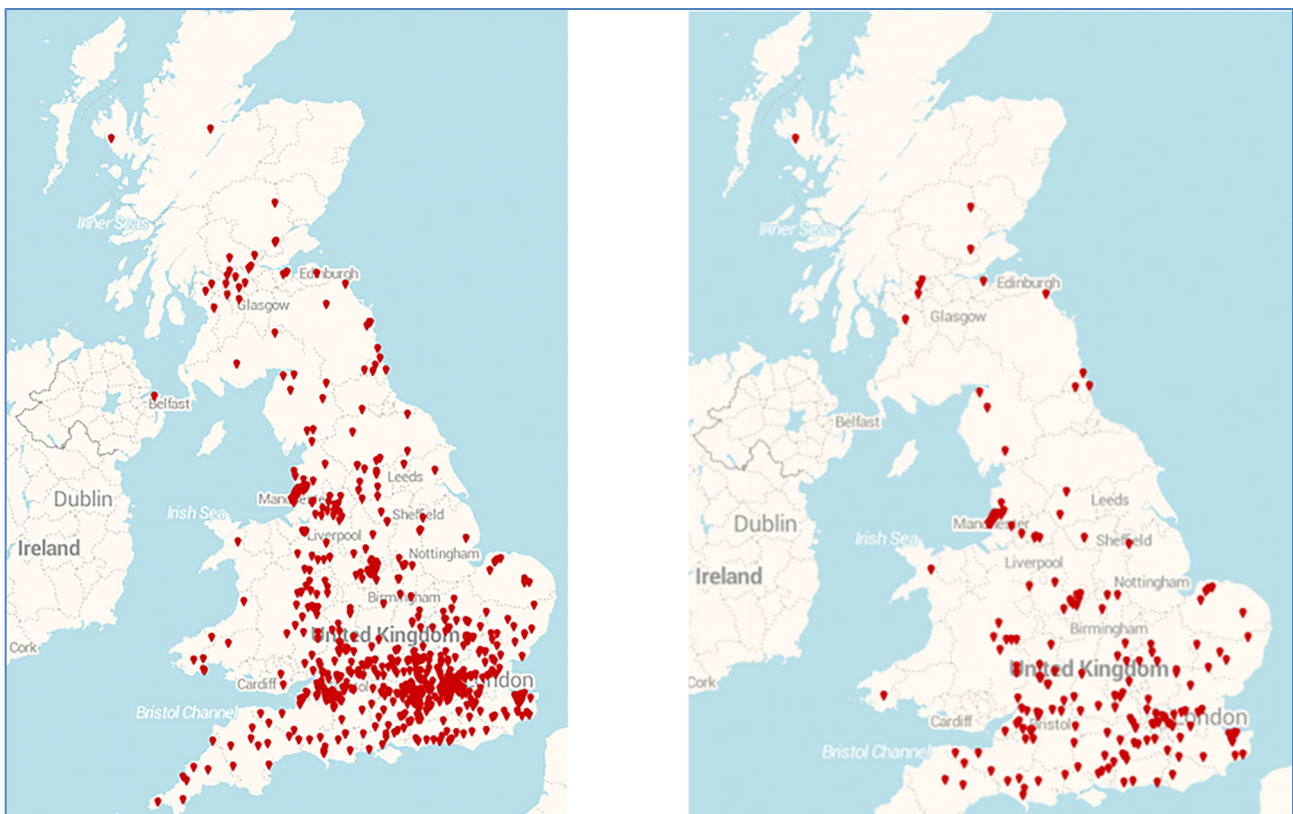 Inner Seas
Edinburgh
Glasgow
Belfast
Leeds
Dublin
Manchester
Irish Sea
Sheffield
Liverpool
Ireland
Nottingham
Birmingham
United Kingdom
Cork
Cardiff
London
Bristol Channel
Inner Seas
Edinburgh
Glasgow
Belfast
Leeds
Dublin
Manchester
Irish Sea
Sheffield
Liverpool
Ireland
Nottingham
Birmingham
United Kingdom
Cork
Cardiff
Bristol
London
Bristol Channel